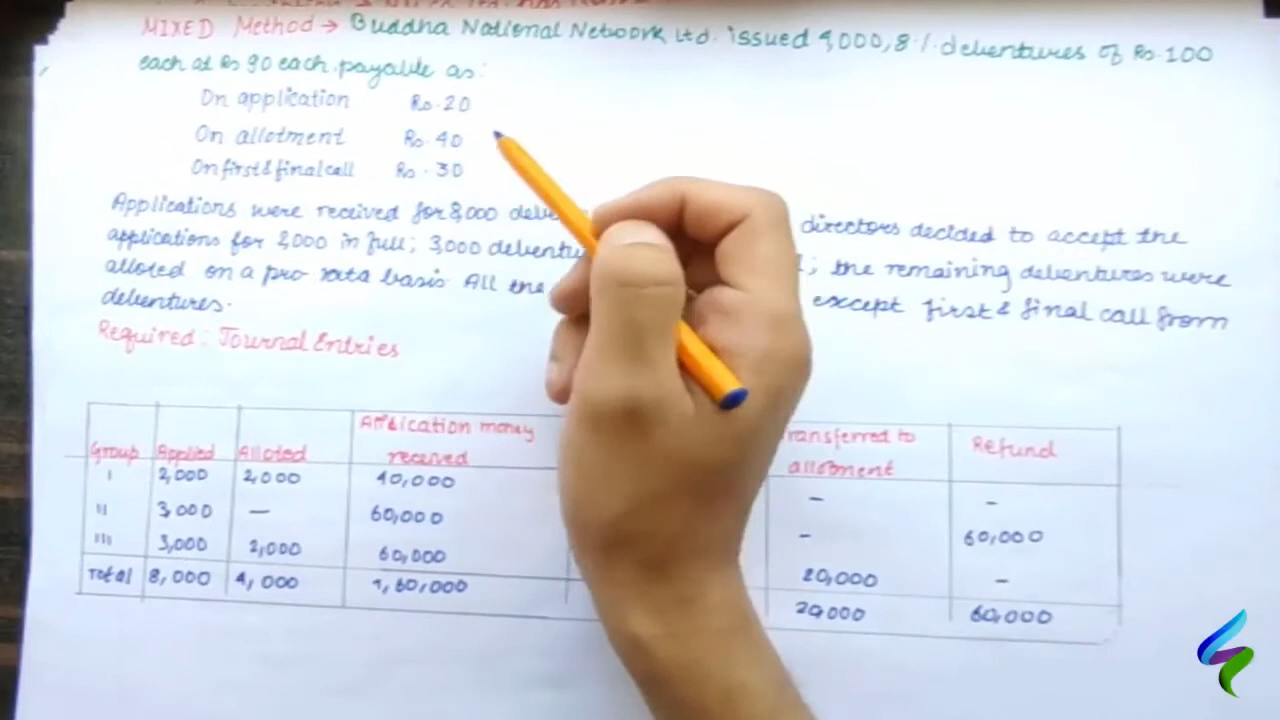 MIXED Method → Buddha National Network Ltd. issued 4,000, 8% debentures of Rs. 100
each at Rs 90 each payable as:
On application Rs. 20
On allotment Rs. 40
On first & final call Rs. 30
Applications were received for 8,000 directors decided to accept the
applications for 2,000 in full; 3,000 ; the remaining debentures were
alloted on a pro rata basis All the except first & final call from
debentures.
Required: Journal Entries
Group Applied Alloted Application money received allotment Refund
I 2,000 2,000 40,000 - -
II 3,000 — 60,000 - 60,000
III 3,000 2,000 60,000 20,000 -
Total 8,000 4,000 1,60,000 20,000 60,000